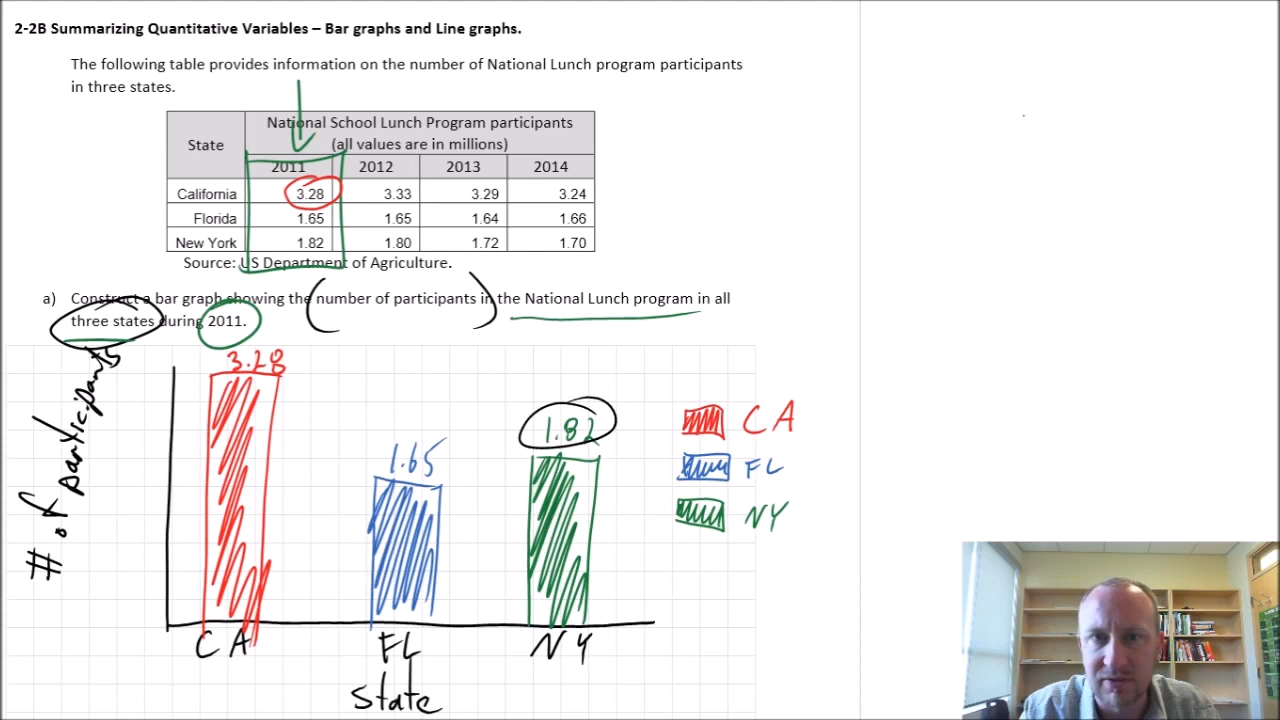 2-2B Summarizing Quantitative Variables – Bar graphs and Line graphs.
The following table provides information on the number of National Lunch program participants
in three states.
State
National School Lunch Program participants
(all values are in millions)
2011 2012 2013 2014
California 3.28 3.33 3.29 3.24
Florida 1.65 1.65 1.64 1.66
New York 1.82 1.80 1.72 1.70
Source: US Department of Agriculture.
a) Construct a bar graph showing the number of participants in the National Lunch program in all
three states during 2011.
# of participants
3.28
1.65
1.82
CA
FL
NY
CA FL NY
State